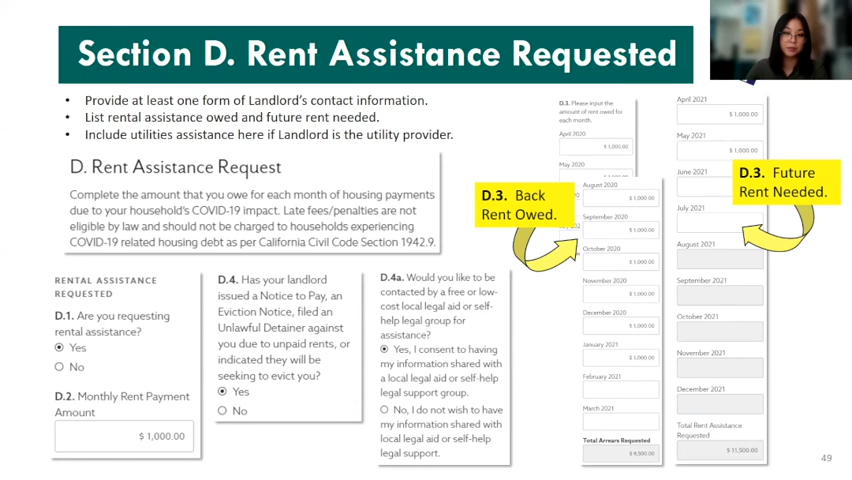 Section D. Rent Assistance Requested
• Provide at least one form of Landlord's contact information.
• List rental assistance owed and future rent needed.
• Include utilities assistance here if Landlord is the utility provider.
D. Rent Assistance Request
Complete the amount that you owe for each month of housing payments
due to your household's COVID-19 impact. Late fees/penalties are not
eligible by law and should not be charged to households experiencing
COVID-19 related housing debt as per California Civil Code Section 1942.9.
RENTAL ASSISTANCE
REQUESTED
D.1. Are you requesting
rental assistance?
Yes
No
D.2. Monthly Rent Payment
Amount
$ 1,000.00
D.4. Has your landlord
issued a Notice to Pay, an
Eviction Notice, filed an
Unlawful Detainer against
you due to unpaid rents, or
indicated they will be
seeking to evict you?
Yes
No
D.4a. Would you like to be
contacted by a free or low-
cost local legal aid or self-
help legal group for
assistance?
Yes, I consent to having
my information shared with
a local legal aid or self-help
legal support group.
No, I do not wish to have
my information shared with
local legal aid or self-help
legal support.
D.3. Back
Rent Owed.
D.3. Please input the
amount of rent owed for
each month.
April 2020
$ 1,000.00
May 2020
August 2020
$ 1,000.00
September 2020
$ 1,000.00
October 2020
$ 1,000.00
November 2020
$ 1,000.00
December 2020
$ 1,000.00
January 2021
$ 1,000.00
February 2021
March 2021
Total Arrears Requested
April 2021
$ 1,000.00
May 2021
$ 1,000.00
June 2021
July 2021
August 2021
September 2021
October 2021
November 2021
December 2021
Total Rent Assistance
Requested
$ 11,500.00
D.3. Future
Rent Needed.
49